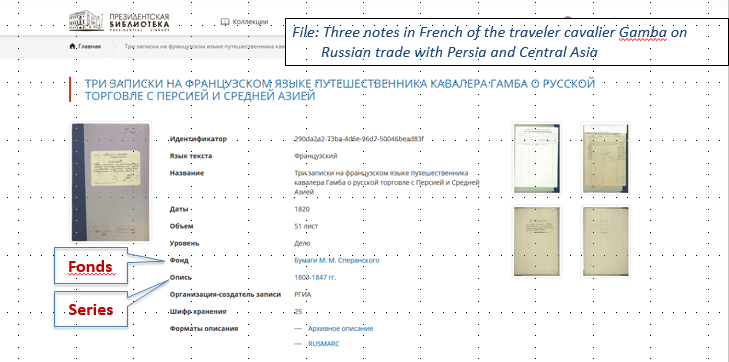 ПРЕЗИДЕНТСКАЯ
БИБЛИОТЕКА
PRESIDENTIAL LIBRARY
Коллекции
File: Three notes in French of the traveler cavalier Gamba on
Russian trade with Persia and Central Asia
Главная
Три записки на французском языке путешественника кава
ТРИ ЗАПИСКИ НА ФРАНЦУЗСКОМ ЯЗЫКЕ ПУТЕШЕСТВЕННИКА КАВАЛЕРА ГАМБА О РУССКОЙ
ТОРГОВЛЕ С ПЕРСИЕЙ И СРЕДНЕЙ АЗИЕЙ
Идентификатор 290da2a2-73ba-4d6e-96d7-50046bead83f
Язык текста Французский
Название Три записки на французском языке путешественника
кавалера Гамба о русской торговле с Персией и Средней
Азией
Даты 1820
Объем 51 лист
Уровень Дело
Фонд Бумаги М. М. Сперанского
Fonds
Опись 1802-1847 гг.
Организация-создатель записи РГИА
Series
Шифр хранения 25
Форматы описания — Архивное описание
— RUSMARC